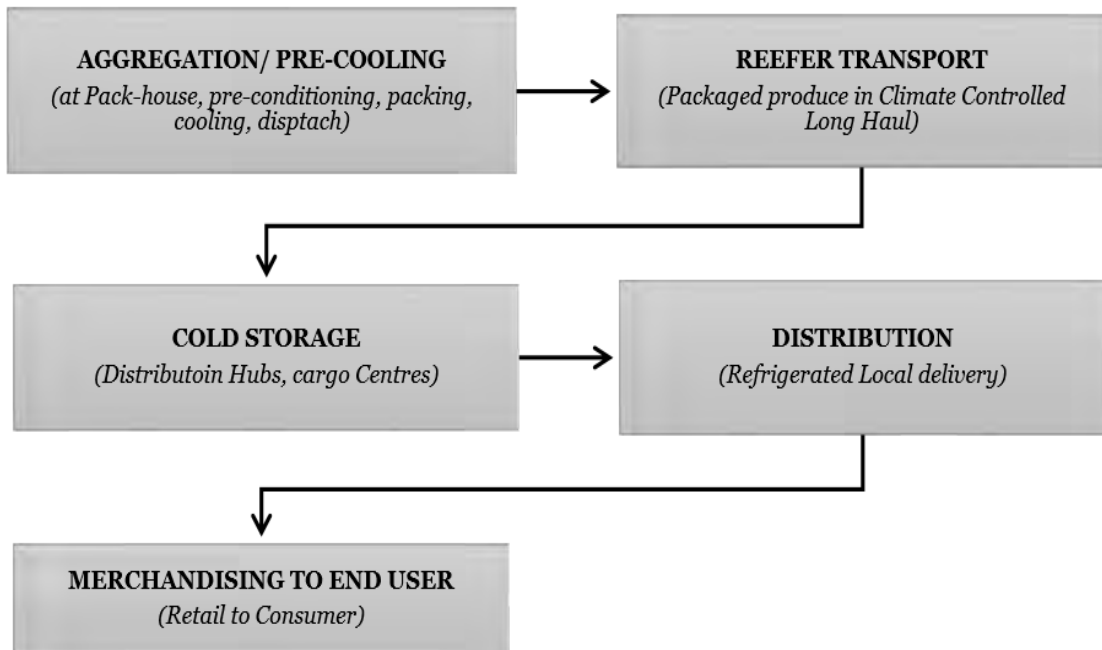 AGGREGATION/ PRE-COOLING
(at Pack-house, pre-conditioning, packing,
cooling, disptach)
REEFER TRANSPORT
(Packaged produce in Climate Controlled
Long Haul)
COLD STORAGE
(Distributoin Hubs, cargo Centres)
DISTRIBUTION
(Refrigerated Local delivery)
MERCHANDISING TO END USER
(Retail to Consumer)